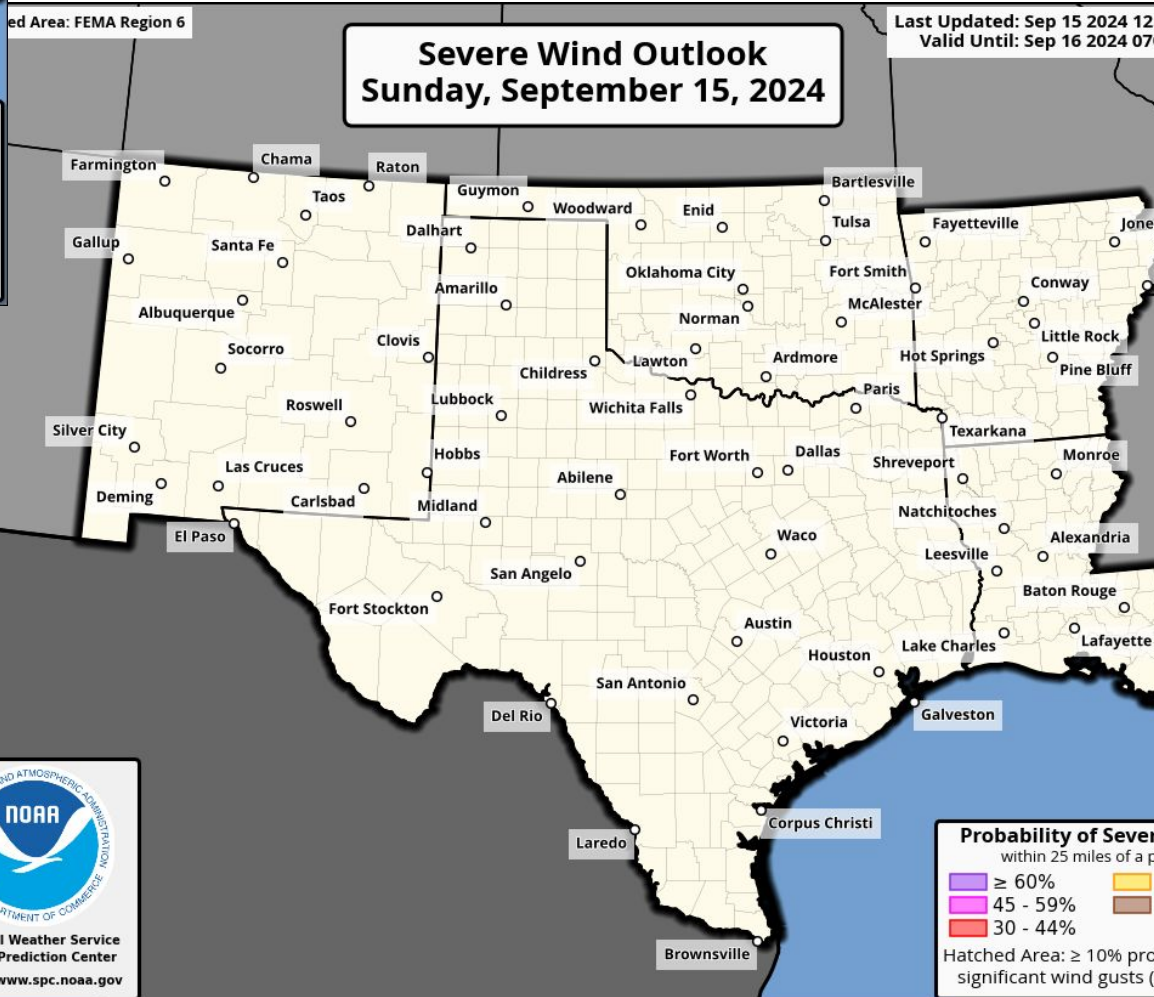 ed Area: FEMA Region 6
Severe Wind Outlook
Sunday, September 15, 2024
Last Updated: Sep 15 2024 12
Valid Until: Sep 16 2024 07
Farmington
Chama
Raton
Taos
Guymon
Woodward
Enid
Bartlesville
Tulsa
Fayetteville
Jone
Gallup
Santa Fe
Dalhart
Oklahoma City
Fort Smith
Amarillo
Conway
Albuquerque
McAlester
Norman
Socorro
Clovis
Little Rock
Childress
Lawton
Ardmore
Hot Springs
Pine Bluff
Roswell
Lubbock
Wichita Falls
Paris
Silver City
Texarkana
Hobbs
Fort Worth
Dallas
Shreveport
Monroe
Las Cruces
Abilene
Deming
Carlsbad
Midland
Natchitoches
El Paso
Waco
Alexandria
San Angelo
Leesville
Baton Rouge
Fort Stockton
Austin
Lake Charles
Lafayette
Houston
San Antonio
Del Rio
Victoria
Galveston
Corpus Christi
Laredo
Brownsville
ND ATMOSPHERIC ADMINISTRATION
NOAA
RTMENT OF COMMERCE
l Weather Service
Prediction Center
www.spc.noaa.gov
Probability of Sever
within 25 miles of a p
≥ 60%
45 - 59%
30 - 44%
Hatched Area: ≥ 10% pro
significant wind gusts (